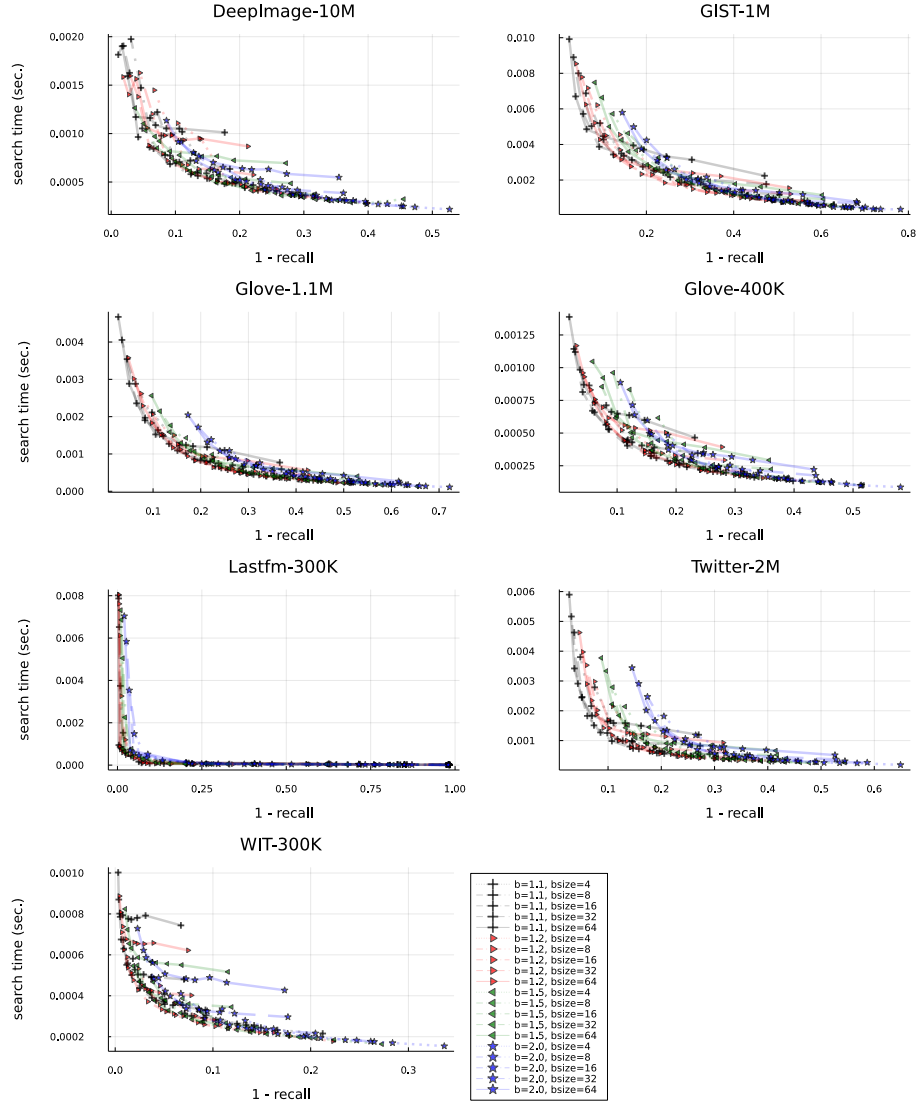 DeepImage-10M
GIST-1M
search time (sec.)
0.0020
0.0015
0.0010
0.0005
0.0
0.1
0.2
0.3
0.4
0.5
1 - recall
0.010
0.008
0.006
0.004
0.002
0.2
0.4
0.6
0.8
1 - recall
Glove-1.1M
Glove-400K
search time (sec.)
0.004
0.003
0.002
0.001
0.000
0.1
0.2
0.3
0.4
0.5
0.6
0.7
1 - recall
0.00125
0.00100
0.00075
0.00050
0.00025
0.1
0.2
0.3
0.4
0.5
1 - recall
Lastfm-300K
Twitter-2M
search time (sec.)
0.008
0.006
0.004
0.002
0.000
0.00
0.25
0.50
0.75
1.00
1 - recall
0.006
0.005
0.004
0.003
0.002
0.001
0.1
0.2
0.3
0.4
0.5
0.6
1 - recall
WIT-300K
search time (sec.)
0.0010
0.0008
0.0006
0.0004
0.0002
0.0
0.1
0.2
0.3
1 - recall
b=1.1, bsize=4
b=1.1, bsize=8
b=1.1, bsize=16
b=1.1, bsize=32
b=1.1, bsize=64
b=1.2, bsize=4
b=1.2, bsize=8
b=1.2, bsize=16
b=1.2, bsize=32
b=1.2, bsize=64
b=1.5, bsize=4
b=1.5, bsize=8
b=1.5, bsize=16
b=1.5, bsize=32
b=1.5, bsize=64
b=2.0, bsize=4
b=2.0, bsize=8
b=2.0, bsize=16
b=2.0, bsize=32
b=2.0, bsize=64